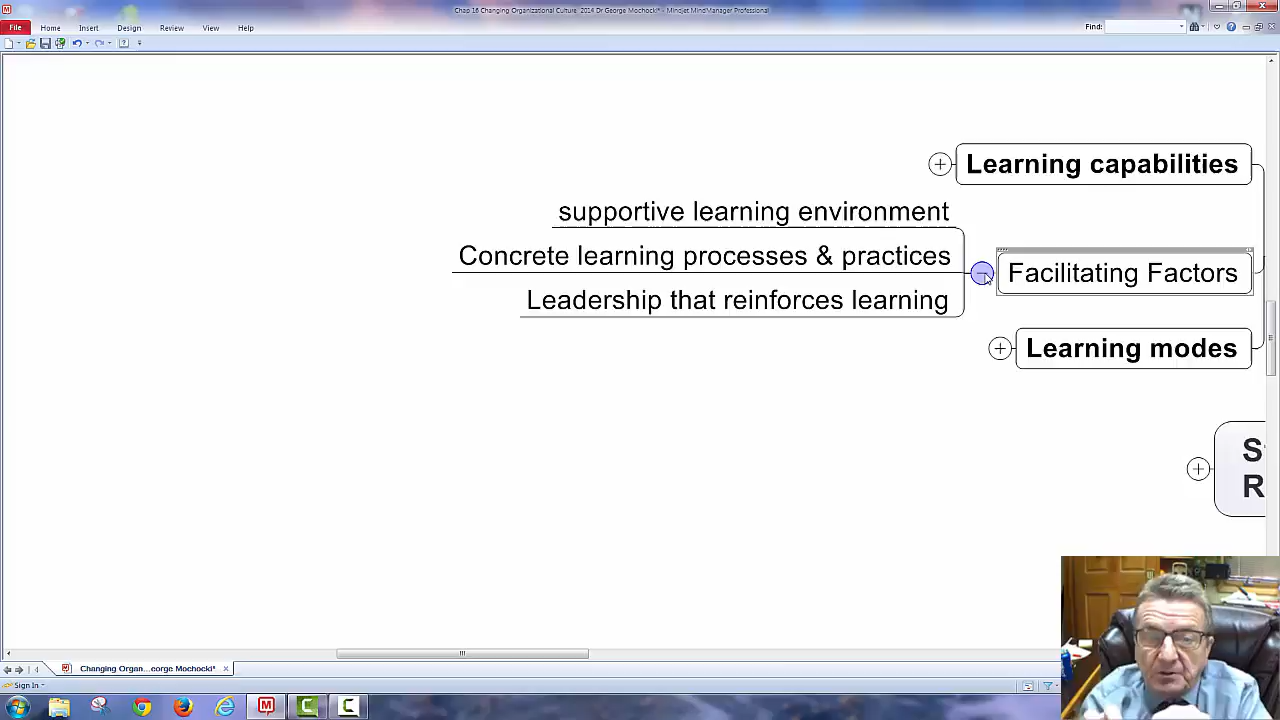 Chap 16 Changing Organizational Culture 2014 Dr George Mochocki* - Mindjet MindManager Professional
File Home Insert Design Review View Help
Find:
Learning capabilities
supportive learning environment
Concrete learning processes & practices
Facilitating Factors
Leadership that reinforces learning
Learning modes
S
R
Changing Organ...eorge Mochocki*
Sign In